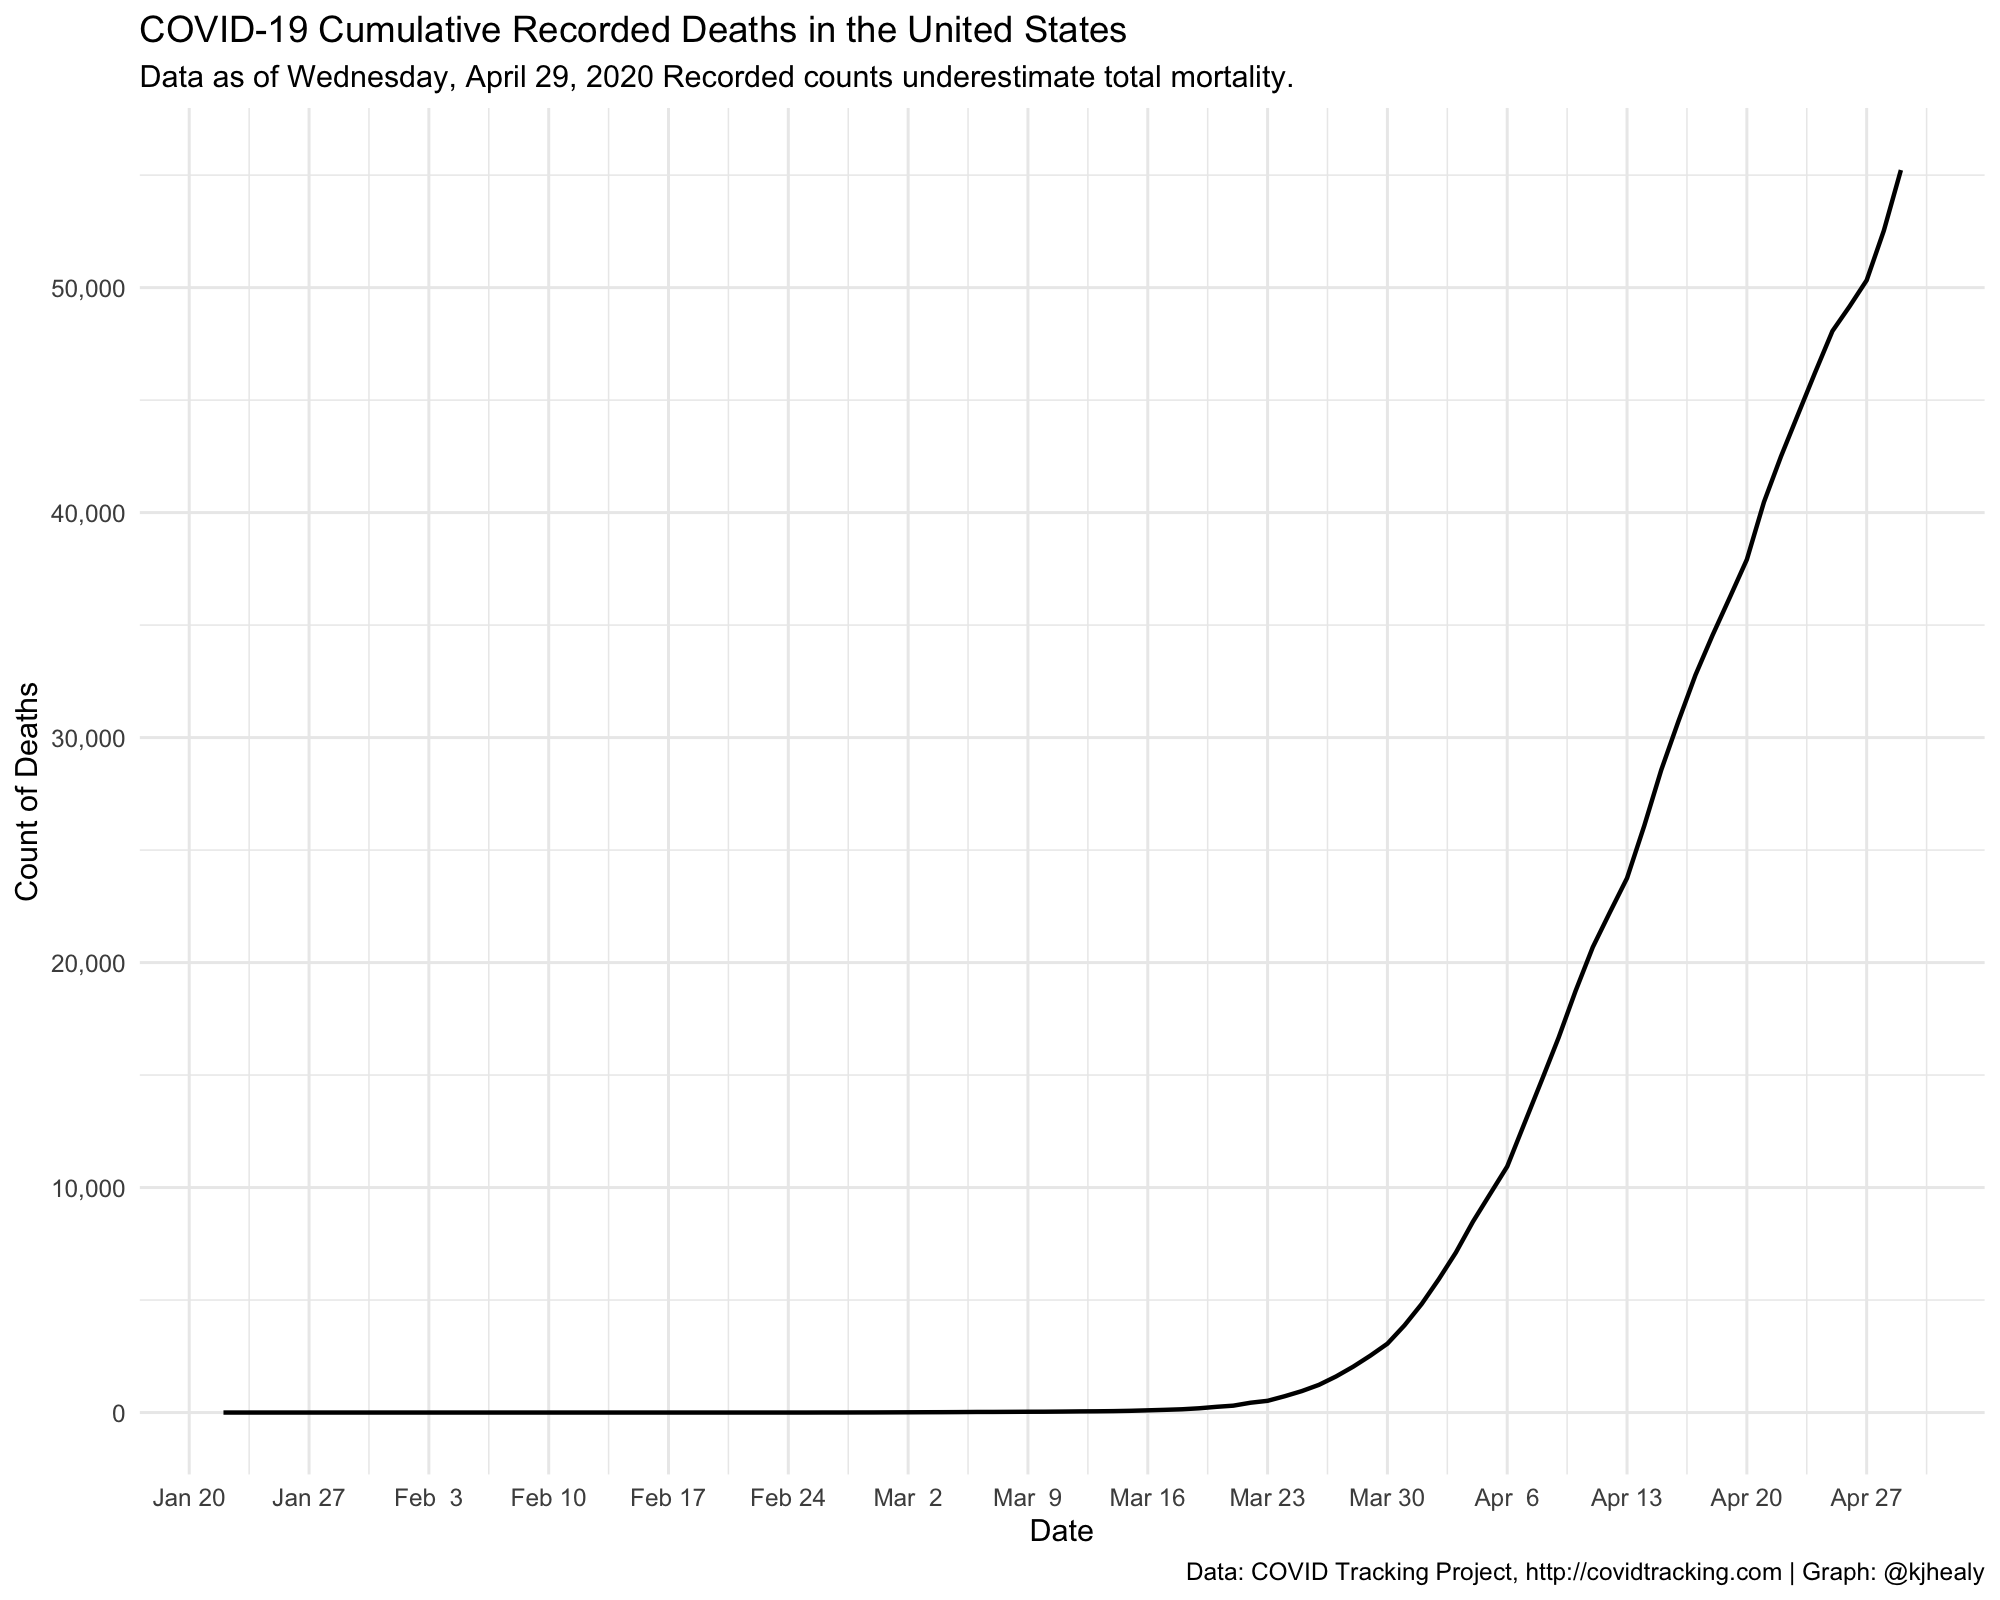 COVID-19 Cumulative Recorded Deaths in the United States
Data as of Wednesday, April 29, 2020 Recorded counts underestimate total mortality.
Count of Deaths
50,000
40,000
30,000
20,000
10,000
0
Jan 20 Jan 27 Feb  3 Feb 10 Feb 17 Feb 24 Mar  2 Mar  9 Mar 16 Mar 23 Mar 30 Apr  6 Apr 13 Apr 20 Apr 27
Date
Data: COVID Tracking Project, http://covidtracking.com | Graph: @kjhealy